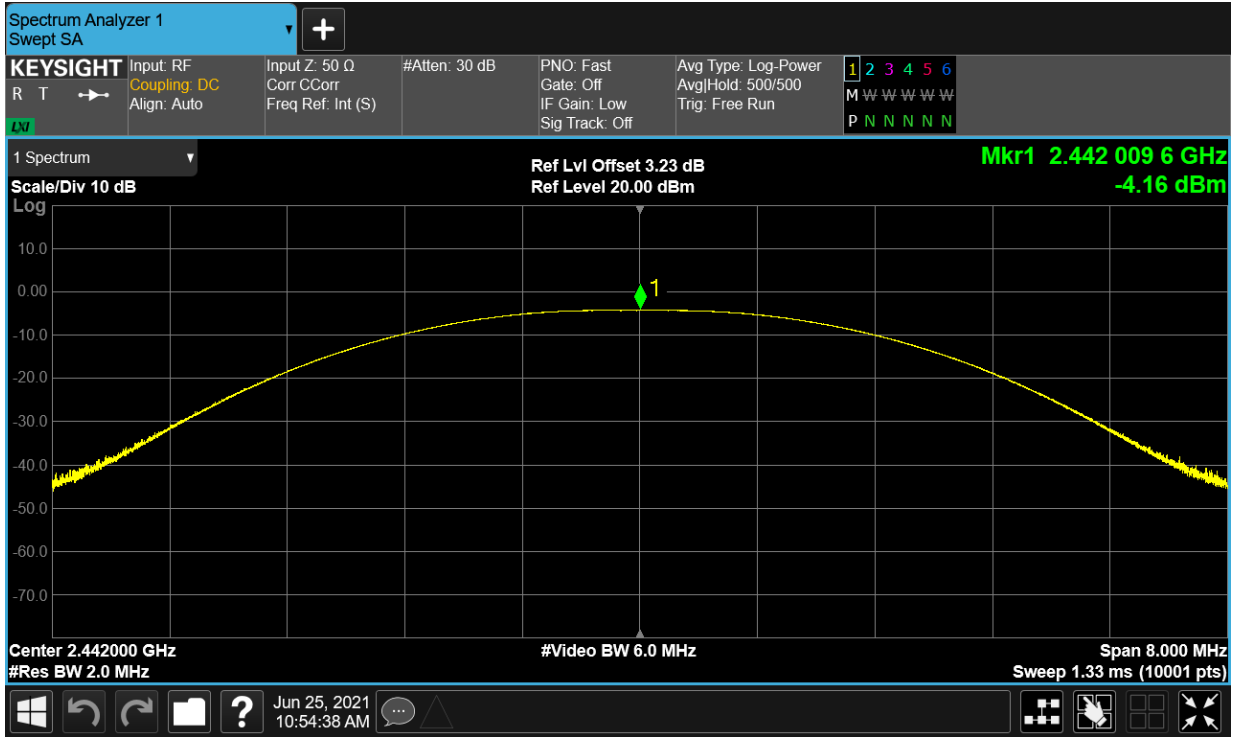 Spectrum Analyzer 1
Swept SA
KEYSIGHT
R T
LXI
Input: RF
Coupling: DC
Align: Auto
Input Z: 50 Ω
Corr CCorr
Freq Ref: Int (S)
#Atten: 30 dB
PNO: Fast
Gate: Off
IF Gain: Low
Sig Track: Off
Avg Type: Log-Power
Avg|Hold: 500/500
Trig: Free Run
1 2 3 4 5 6
M W W W W W
P N N N N N
1 Spectrum
Scale/Div 10 dB
Log
Ref Lvl Offset 3.23 dB
Ref Level 20.00 dBm
Mkr1 2.442 009 6 GHz
-4.16 dBm
1
10.0
0.00
-10.0
-20.0
-30.0
-40.0
-50.0
-60.0
-70.0
Center 2.442000 GHz
#Res BW 2.0 MHz
#Video BW 6.0 MHz
Span 8.000 MHz
Sweep 1.33 ms (10001 pts)
?
Jun 25, 2021
10:54:38 AM